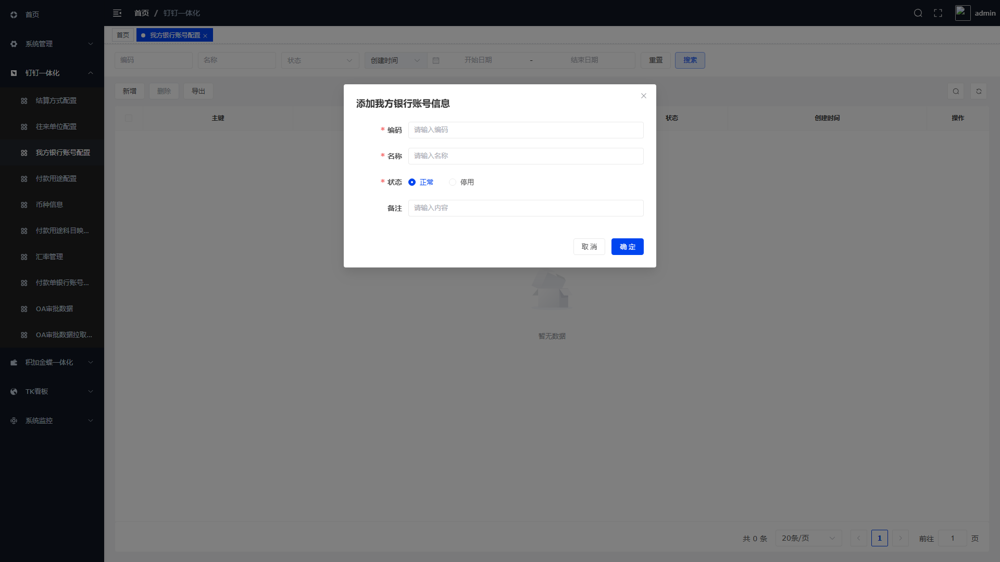 首页
系统管理
钉钉一体化
结算方式配置
往来单位配置
我方银行账号配置
付款用途配置
币种信息
付款用途科目映...
汇率管理
付款单银行账号...
OA审批数据
OA审批数据拉取...
积加金蝶一体化
TK看板
系统监控
首页 / 钉钉一体化
admin
首页 我方银行账号配置
编码 名称 状态 创建时间 开始日期 - 结束日期 重置 搜索
新增 删除 导出
主键 状态 创建时间 操作
添加我方银行账号信息
* 编码 请输入编码
* 名称 请输入名称
* 状态 正常 停用
备注 请输入内容
取 消 确 定
暂无数据
共 0 条 20条/页 1 前往 1 页